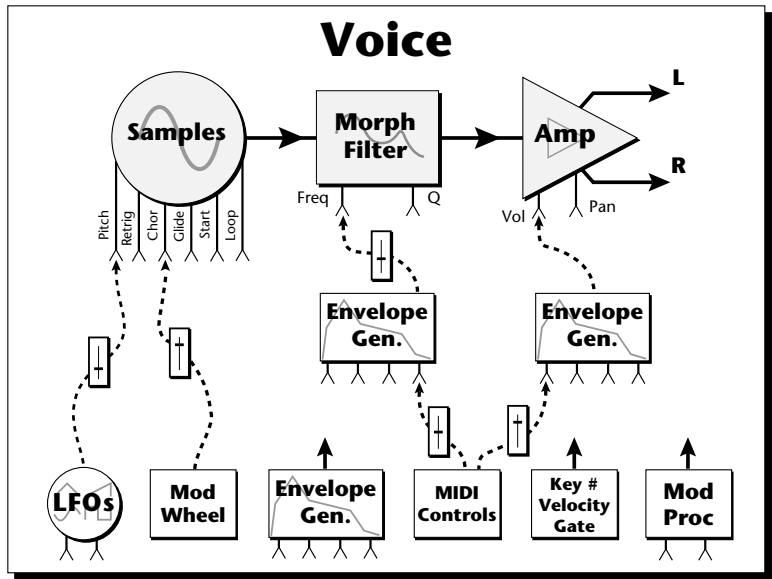 Voice
Samples
Morph
Filter
Amp
L
R
Pitch
Retrig
Chor
Glide
Start
Loop
Freq
Q
Vol
Pan
Envelope
Gen.
Envelope
Gen.
LFOs
Mod
Wheel
Envelope
Gen.
MIDI
Controls
Key #
Velocity
Gate
Mod
Proc